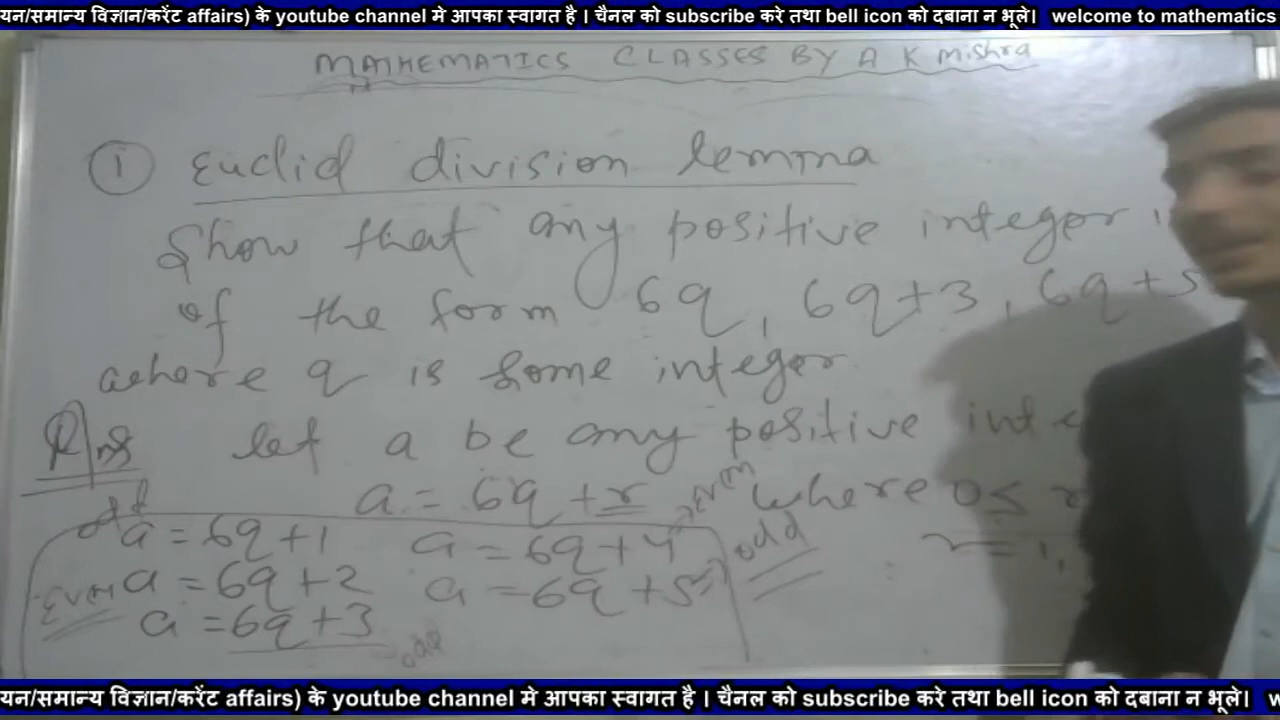 यन/समान्य विज्ञान/करेंट affairs) के youtube channel मे आपका स्वागत है । चैनल को subscribe करे तथा bell icon को दबाना न भूले। welcome to mathematics
MATHEMATICS CLASSES BY A K Mishra
① Euclid division lemma
Show that any positive integer
of the form 6q, 6q+3, 6q+5
where q is some integer.
Ans let a be any positive
a = 6q + r where 0 ≤ r
odd a = 6q+1 a = 6q+4 Even
Even a = 6q+2 a = 6q+5 odd
a = 6q+3 odd
r = 1,
यन/समान्य विज्ञान/करेंट affairs) के youtube channel मे आपका स्वागत है । चैनल को subscribe करे तथा bell icon को दबाना न भूले।